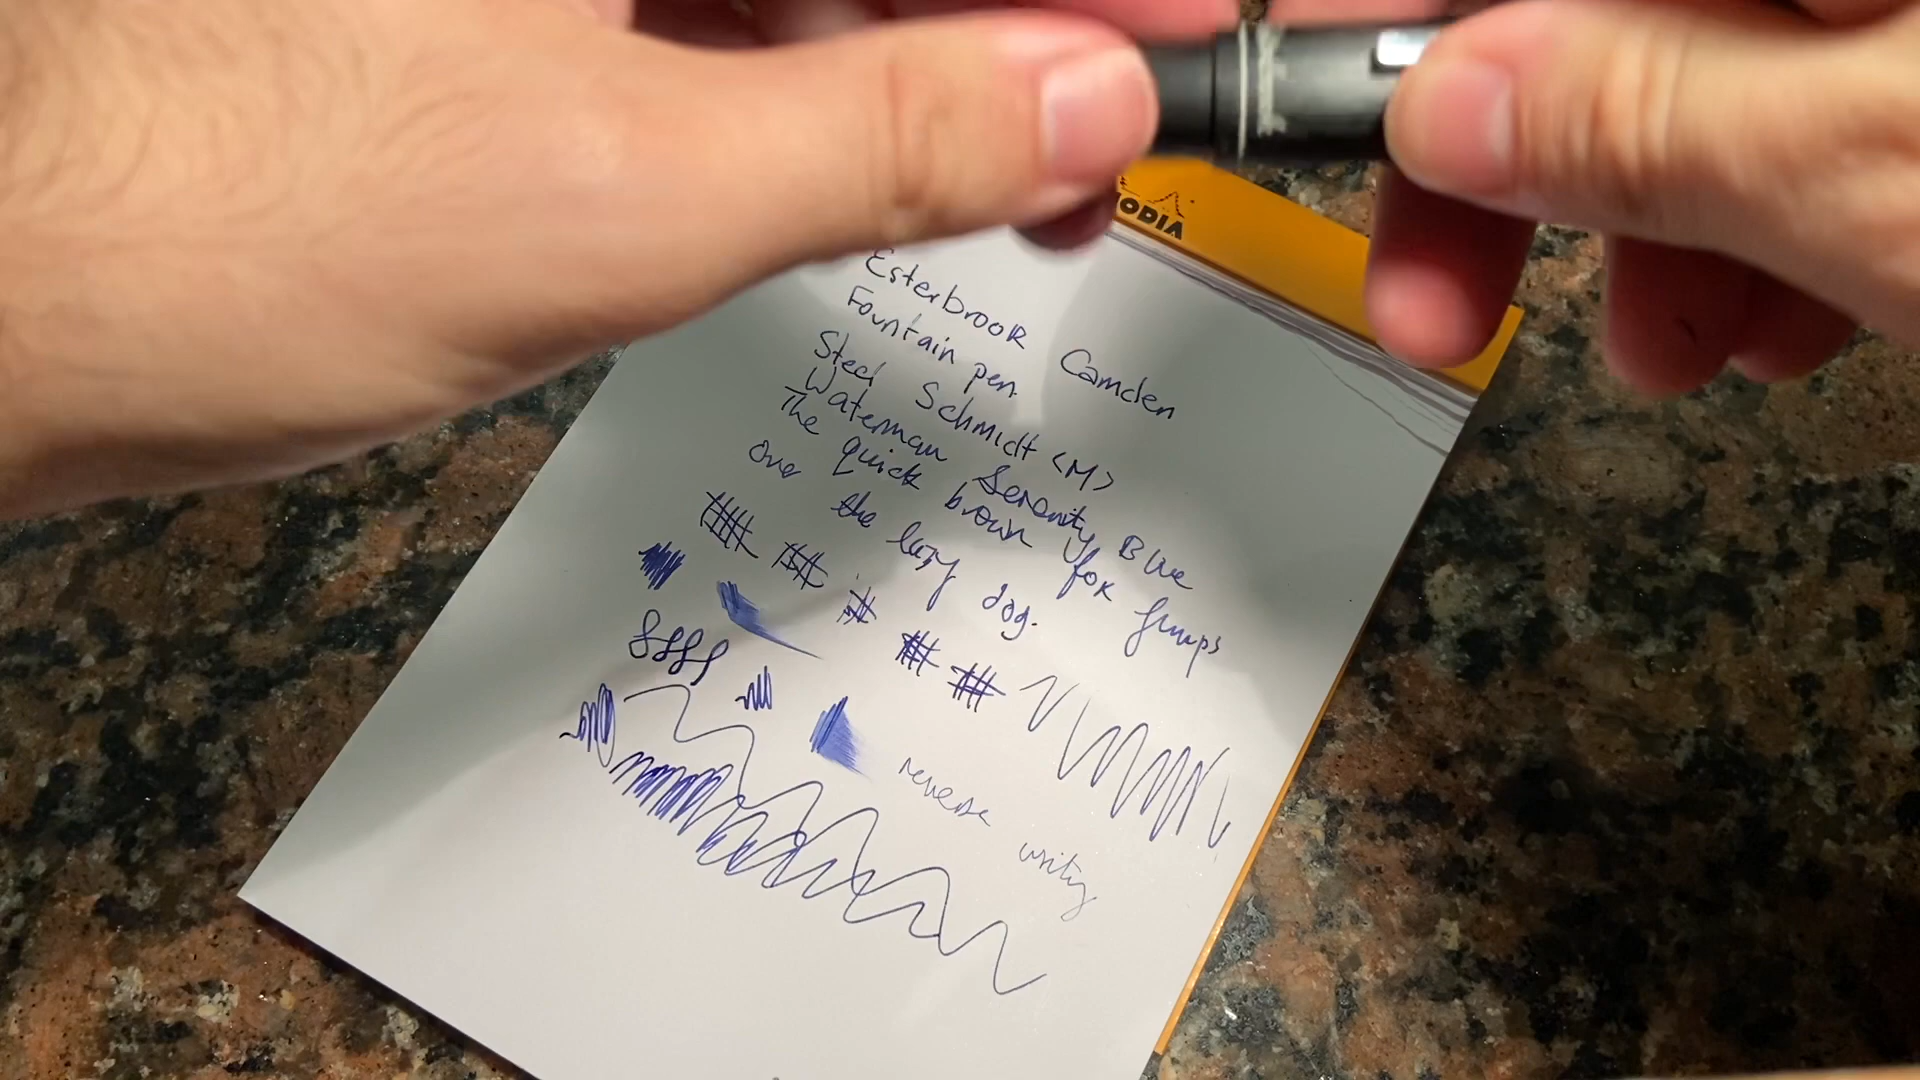 ODIA
Esterbrook Camden
Fountain pen.
Steel Schmidt <M>
Waterman Serenity Blue
The quick brown fox jumps
over the lazy dog.
reverse writing